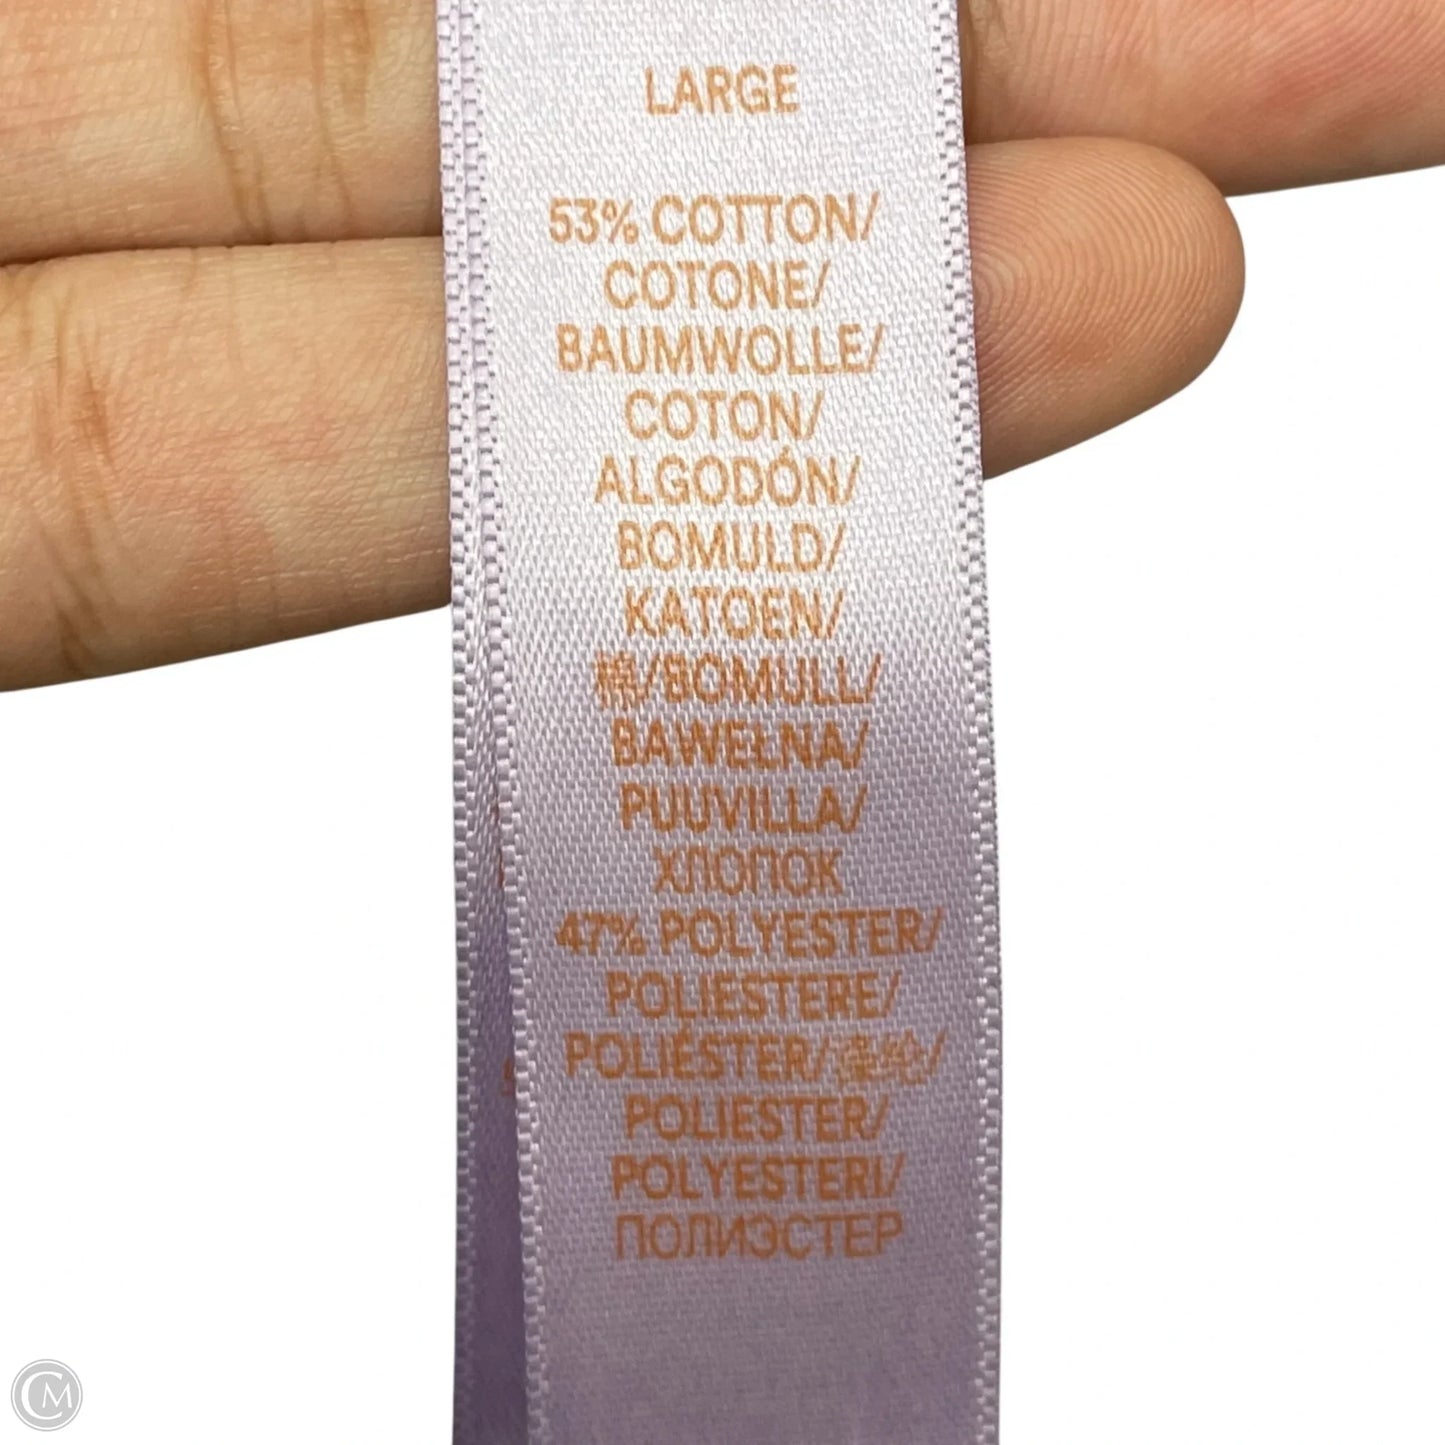 LARGE
53% COTTON/
COTONE/
BAUMWOLLE/
COTON/
ALGODÓN/
BOMULD/
KATOEN/
棉/BOMULL/
BAWEŁNA/
PUUVILLA/
ХЛОПОК
47% POLYESTER/
POLIESTERE/
POLIÉSTER/涤纶/
POLIESTER/
POLYESTERI/
ПОЛИЭСТЕР
CM